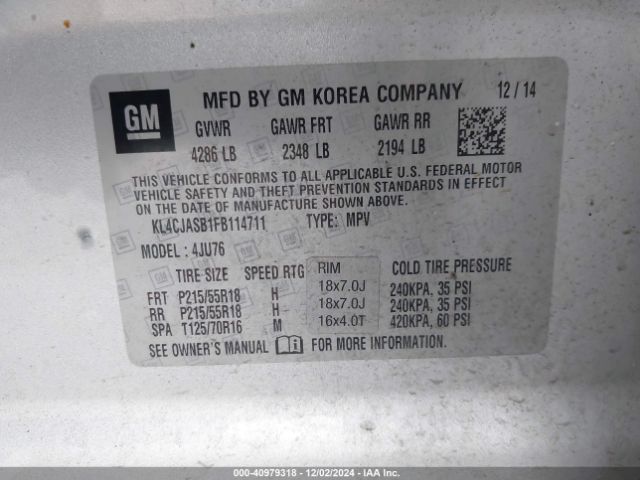 GM
MFD BY GM KOREA COMPANY 12 / 14
GVWR GAWR FRT GAWR RR
4286 LB 2348 LB 2194 LB
THIS VEHICLE CONFORMS TO ALL APPLICABLE U.S. FEDERAL MOTOR
VEHICLE SAFETY AND THEFT PREVENTION STANDARDS IN EFFECT
ON THE DATE OF MANUFACTURE SHOWN ABOVE.
KL4CJASB1FB114711 TYPE: MPV
MODEL : 4JU76
TIRE SIZE SPEED RTG RIM COLD TIRE PRESSURE
FRT P215/55R18 H 18x7.0J 240KPA, 35 PSI
RR P215/55R18 H 18x7.0J 240KPA, 35 PSI
SPA T125/70R16 M 16x4.0T 420KPA, 60 PSI
SEE OWNER'S MANUAL FOR MORE INFORMATION.
000-40979318 - 12/02/2024 - IAA Inc.